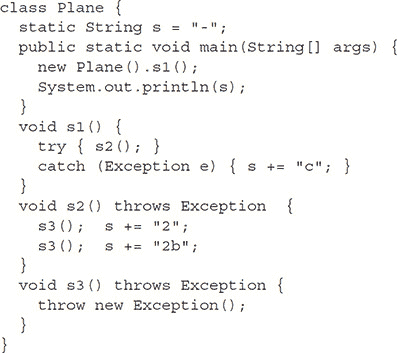 class Plane {
static String s = "-";
public static void main(String[] args) {
new Plane().s1();
System.out.println(s);
}
void s1() {
try { s2(); }
catch (Exception e) { s += "c"; }
}
void s2() throws Exception {
s3(); s += "2";
s3(); s += "2b";
}
void s3() throws Exception {
throw new Exception();
}
}